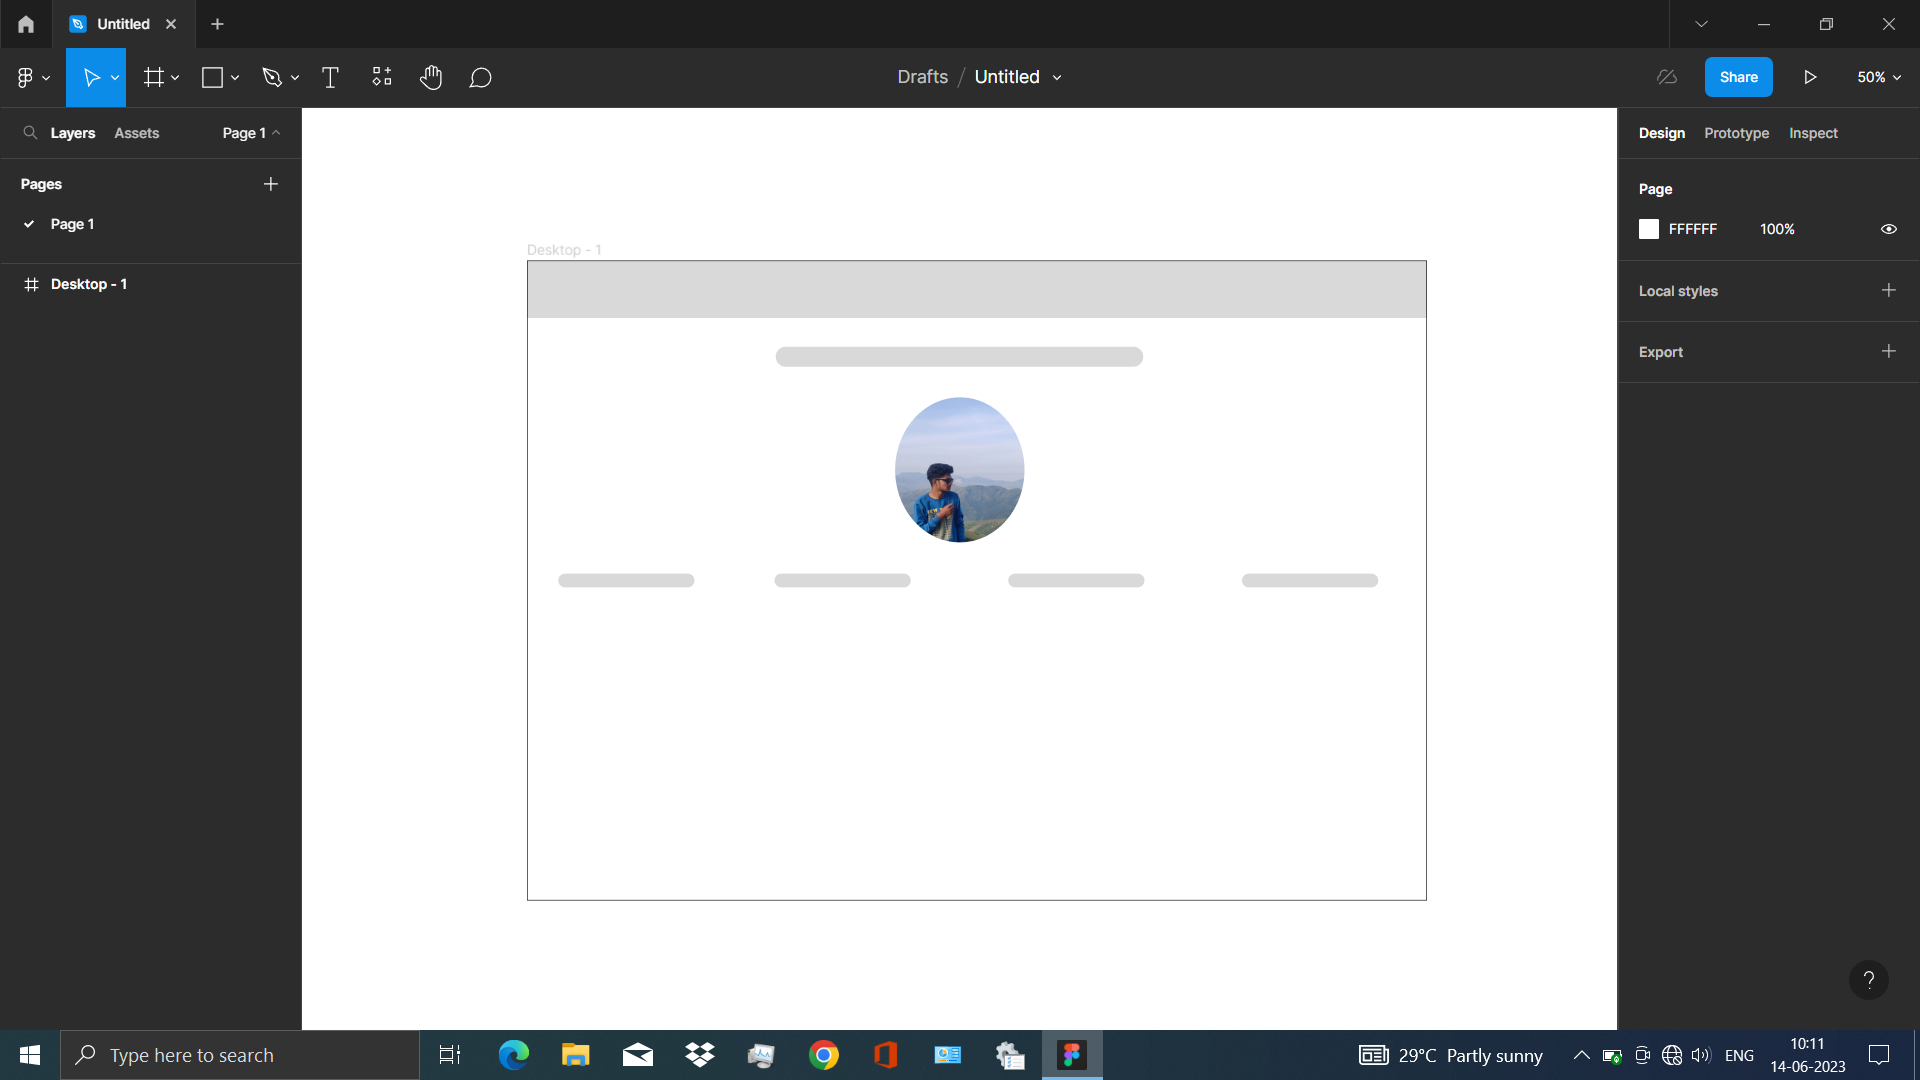 Untitled
Drafts / Untitled
Share
50%
Layers Assets Page 1
Pages
Page 1
Desktop - 1
Desktop - 1
Design Prototype Inspect
Page
FFFFFF 100%
Local styles
Export
?
Type here to search
29°C Partly sunny
ENG
10:11
14-06-2023